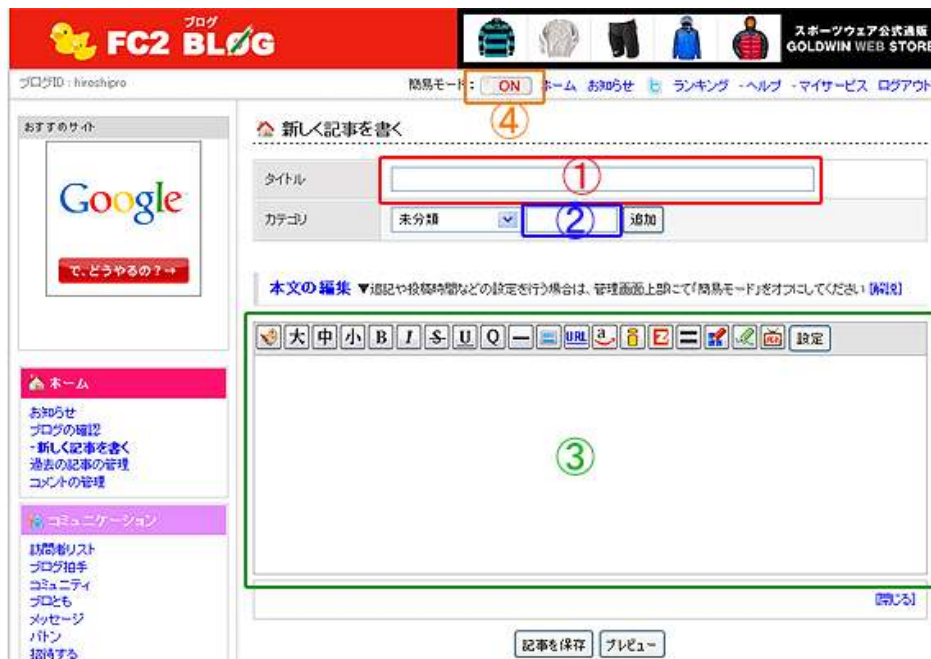 ブログ
FC2 BLØG
スポーツウェア公式通販
GOLDWIN WEB STORE
ブログID : hiroshipro
簡易モード : ON ホーム お知らせ ランキング -ヘルプ -マイサービス ログアウト
④
おすすめサイト
Google
で、どうやるの？→
新しく記事を書く
タイトル
①
カテゴリ
未分類
②
追加
本文の編集 ▼追記や投稿時間などの設定を行う場合は、管理画面上部にて「簡易モード」をオフにしてください [解説]
大 中 小 B I S U Q URL a 設定
③
[閉じる]
記事を保存 プレビュー
ホーム
お知らせ
ブログの確認
-新しく記事を書く
過去の記事の管理
コメントの管理
コミュニケーション
訪問者リスト
ブログ拍手
コミュニティ
ブロとも
メッセージ
バトン
招待する